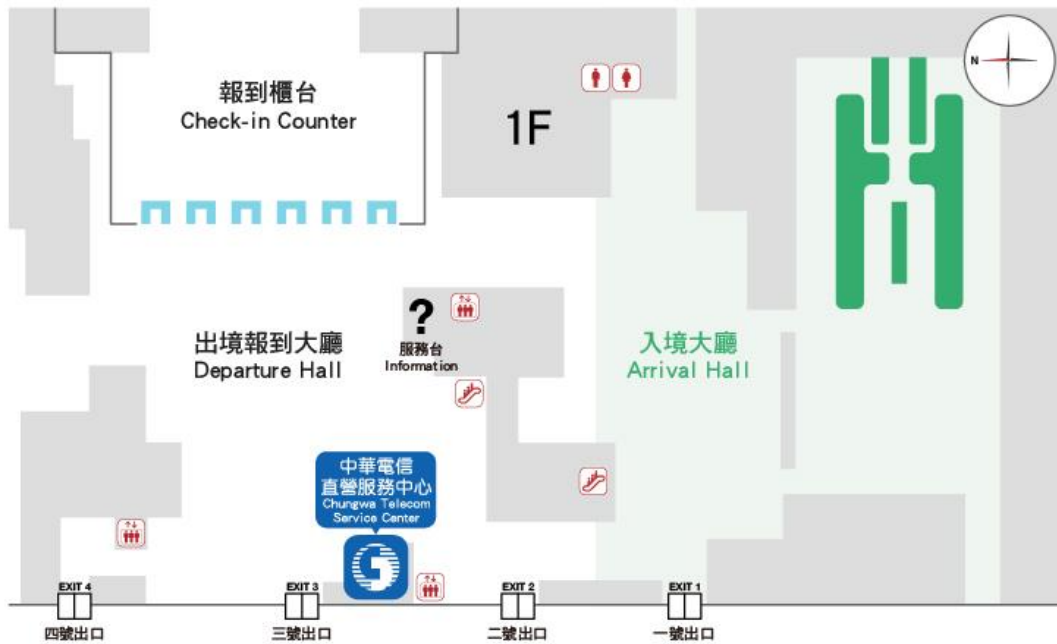 N
報到櫃台
Check-in Counter
1F
?
服務台
Information
出境報到大廳
Departure Hall
入境大廳
Arrival Hall
中華電信
直營服務中心
Chungwa Telecom
Service Center
EXIT 4
EXIT 3
EXIT 2
EXIT 1
四號出口
三號出口
二號出口
一號出口